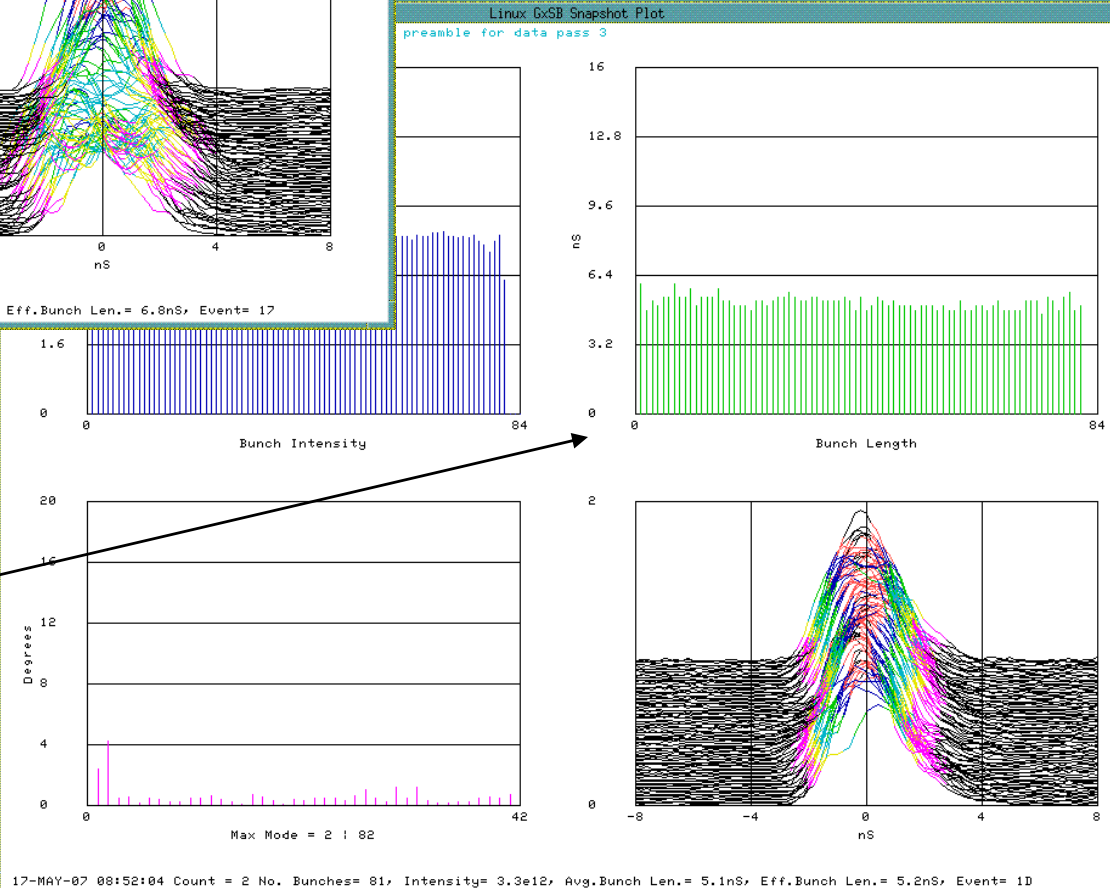 Linux GxSB Snapshot Plot
preamble for data pass 3
0 4 8
nS
Eff.Bunch Len.= 6.8nS, Event= 17
1.6
0
0 84
Bunch Intensity
16
12.8
9.6
nS
6.4
3.2
0
0 84
Bunch Length
20
16
12
Degrees
8
4
0
0 42
Max Mode = 2 ¦ 82
2
0
-8 -4 0 4 8
nS
17-MAY-07 08:52:04 Count = 2 No. Bunches= 81, Intensity= 3.3e12, Avg.Bunch Len.= 5.1nS, Eff.Bunch Len.= 5.2nS, Event= 1D